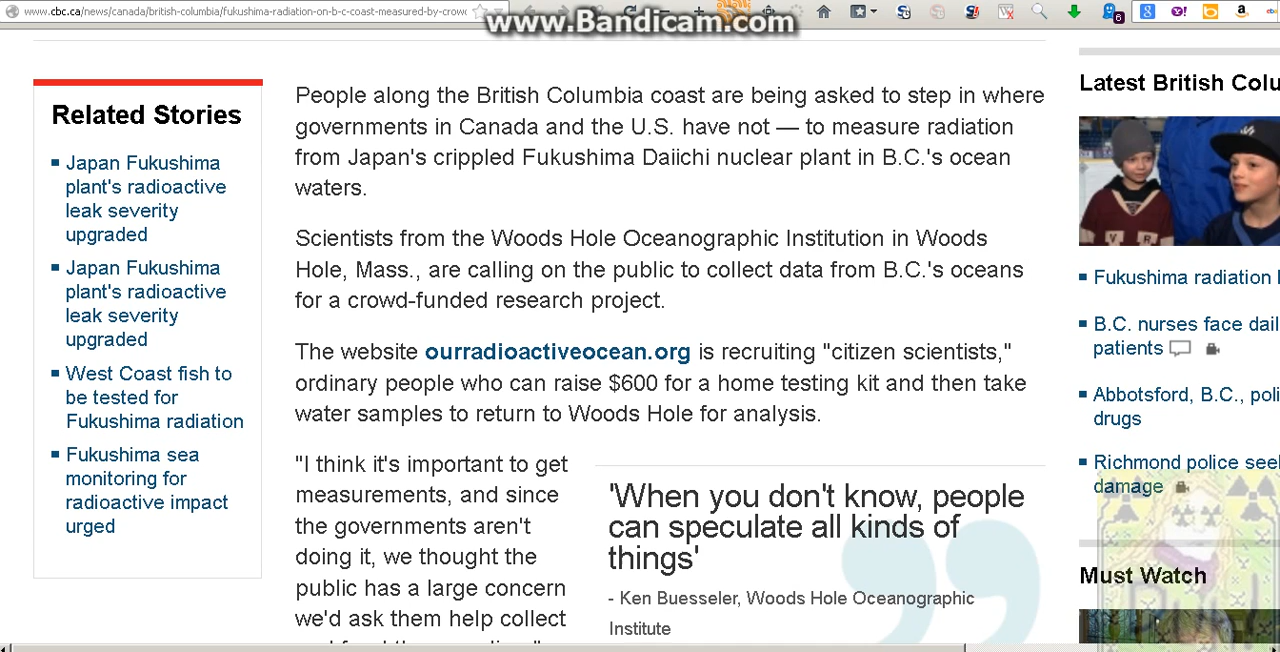 www.cbc.ca/news/canada/british-columbia/fukushima-radiation-on-b-c-coast-measured-by-crowd
www.Bandicam.com
6
Related Stories
Japan Fukushima
plant's radioactive
leak severity
upgraded
Japan Fukushima
plant's radioactive
leak severity
upgraded
West Coast fish to
be tested for
Fukushima radiation
Fukushima sea
monitoring for
radioactive impact
urged
People along the British Columbia coast are being asked to step in where
governments in Canada and the U.S. have not — to measure radiation
from Japan's crippled Fukushima Daiichi nuclear plant in B.C.'s ocean
waters.
Scientists from the Woods Hole Oceanographic Institution in Woods
Hole, Mass., are calling on the public to collect data from B.C.'s oceans
for a crowd-funded research project.
The website ourradioactiveocean.org is recruiting "citizen scientists,"
ordinary people who can raise $600 for a home testing kit and then take
water samples to return to Woods Hole for analysis.
"I think it's important to get
measurements, and since
the governments aren't
doing it, we thought the
public has a large concern
we'd ask them help collect
'When you don't know, people
can speculate all kinds of
things'
- Ken Buesseler, Woods Hole Oceanographic
Institute
Latest British Colu
Fukushima radiation
B.C. nurses face dail
patients
Abbotsford, B.C., poli
drugs
Richmond police seel
damage
Must Watch